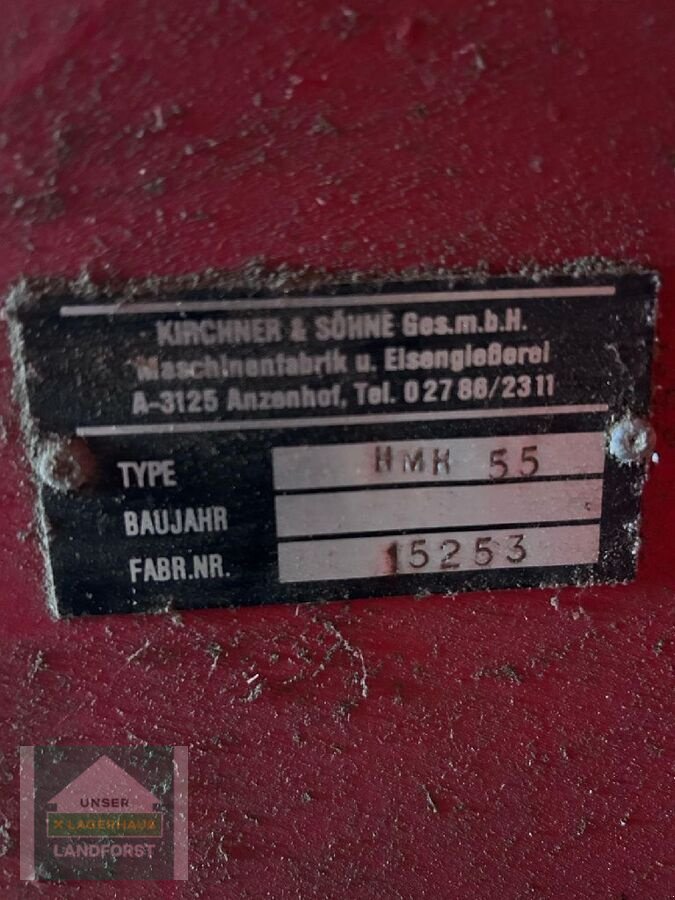 KIRCHNER & SÖHNE Ges.m.b.H.
Maschinenfabrik u. Eisengießerei
A-3125 Anzenhof, Tel. 02786/2311
TYPE HMK 55
BAUJAHR
FABR.NR. 15253
UNSER
X LAGERHAUS
LANDFORST